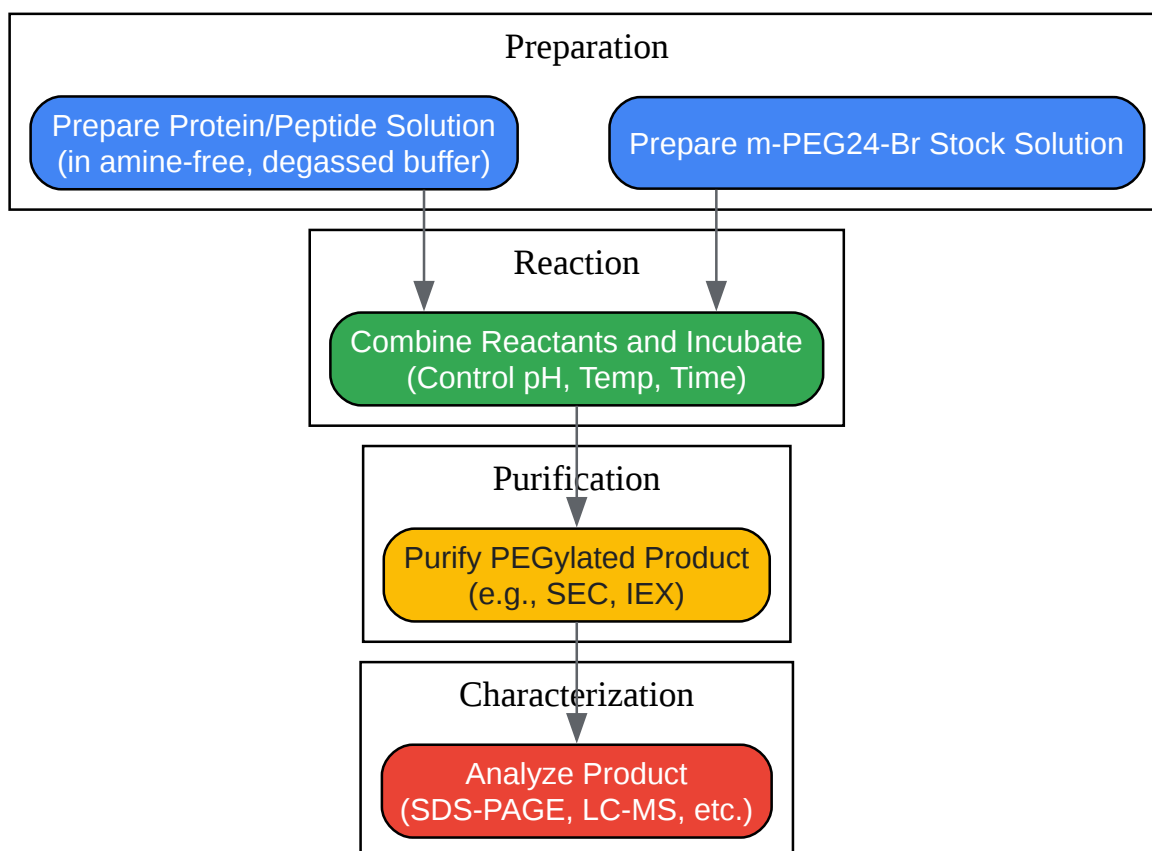 Preparation
Prepare Protein/Peptide Solution
(in amine-free, degassed buffer)
Prepare m-PEG24-Br Stock Solution
Reaction
Combine Reactants and Incubate
(Control pH, Temp, Time)
Purification
Purify PEGylated Product
(e.g., SEC, IEX)
Characterization
Analyze Product
(SDS-PAGE, LC-MS, etc.)